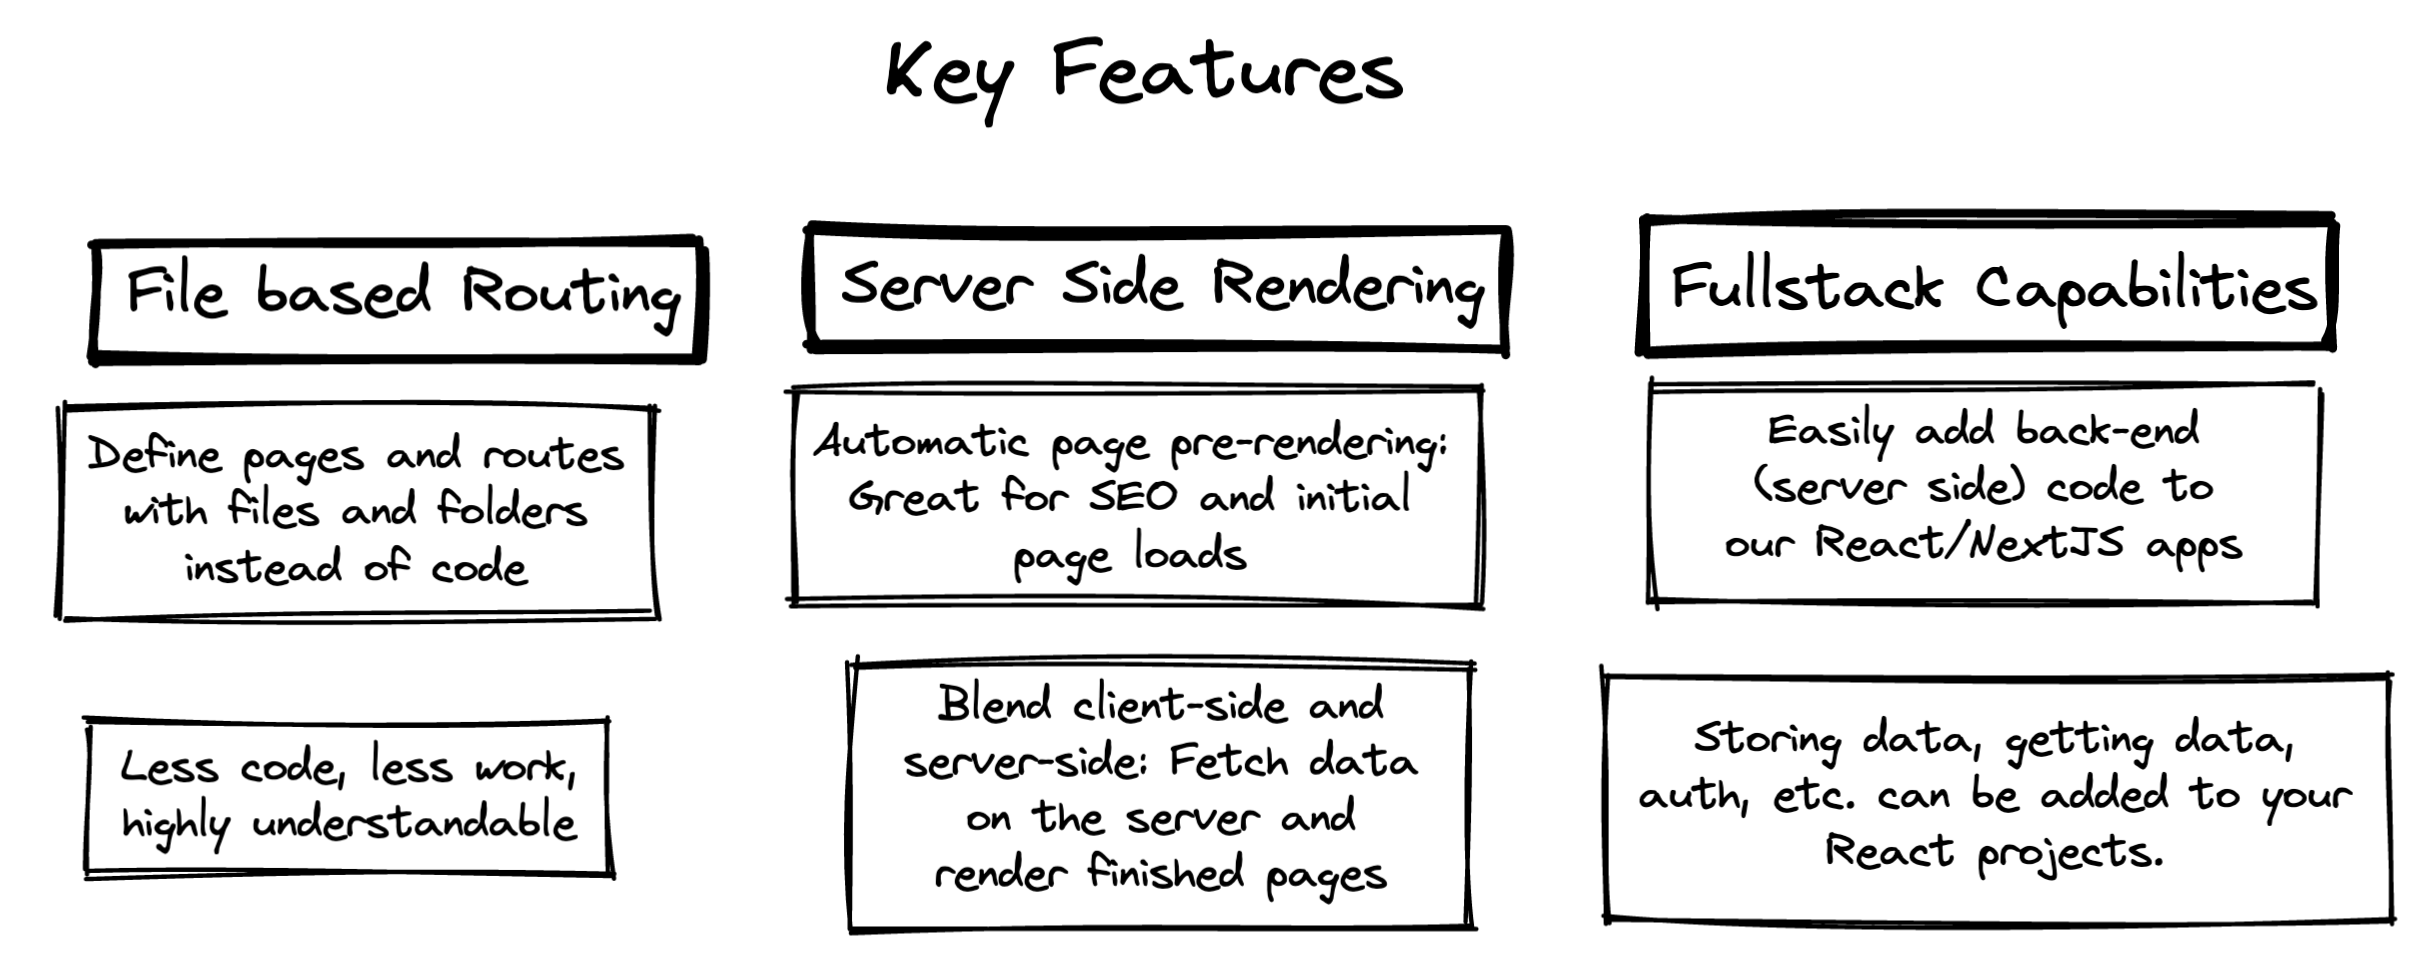 Key Features
File based Routing
Define pages and routes
with files and folders
instead of code
Less code, less work,
highly understandable
Server Side Rendering
Automatic page pre-rendering:
Great for SEO and initial
page loads
Blend client-side and
server-side: Fetch data
on the server and
render finished pages
Fullstack Capabilities
Easily add back-end
(server side) code to
our React/NextJS apps
Storing data, getting data,
auth, etc. can be added to your
React projects.